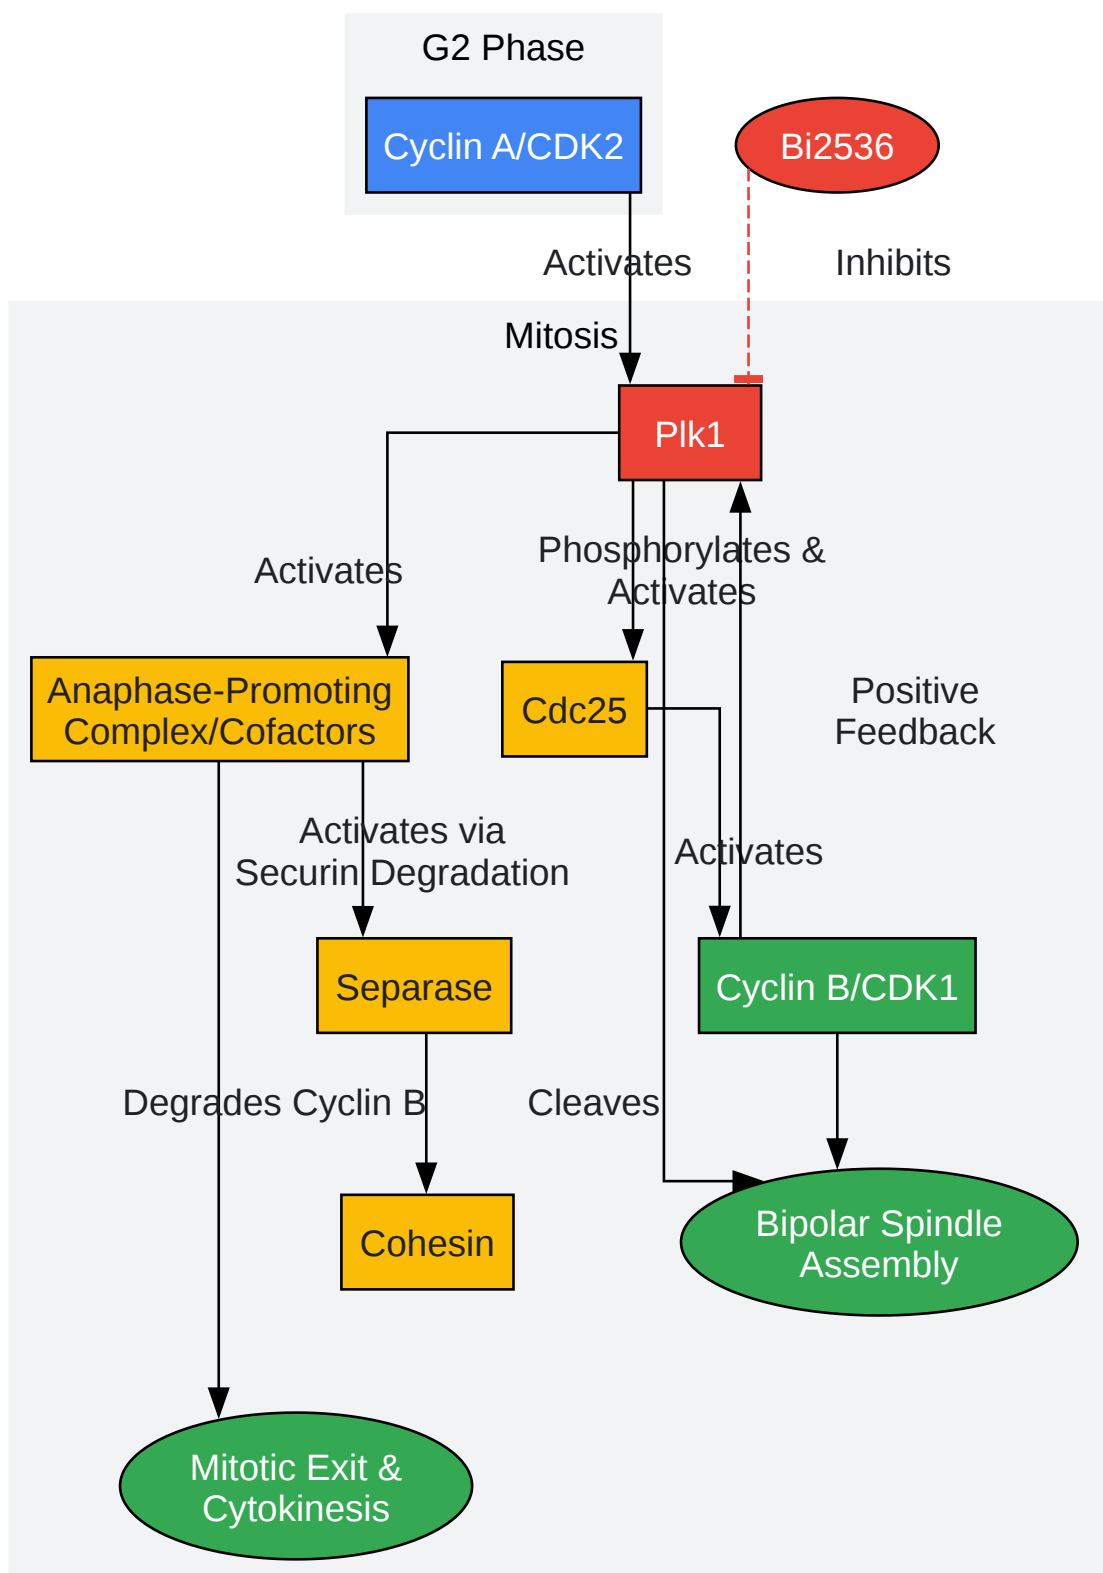 G2 Phase
Cyclin A/CDK2
Bi2536
Activates
Inhibits
Mitosis
Plk1
Phosphorylates &
Activates
Activates
Anaphase-Promoting
Complex/Cofactors
Cdc25
Positive
Feedback
Activates via
Securin Degradation
Activates
Separase
Cyclin B/CDK1
Degrades Cyclin B
Cleaves
Cohesin
Bipolar Spindle
Assembly
Mitotic Exit &
Cytokinesis